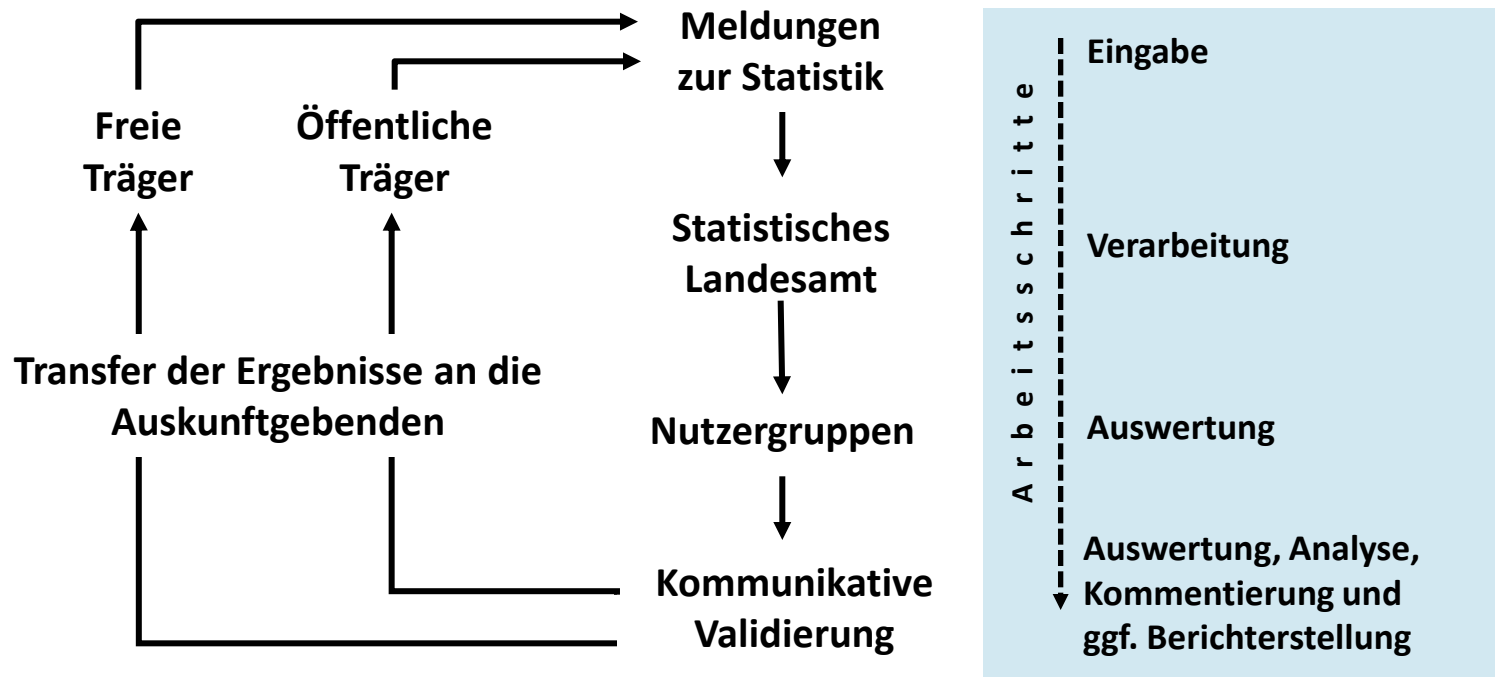 Meldungen
zur Statistik
Freie
Träger
Öffentliche
Träger
Statistisches
Landesamt
Transfer der Ergebnisse an die
Auskunftgebenden
Nutzergruppen
Kommunikative
Validierung
Arbeitsschritte
Eingabe
Verarbeitung
Auswertung
Auswertung, Analyse,
Kommentierung und
ggf. Berichterstellung